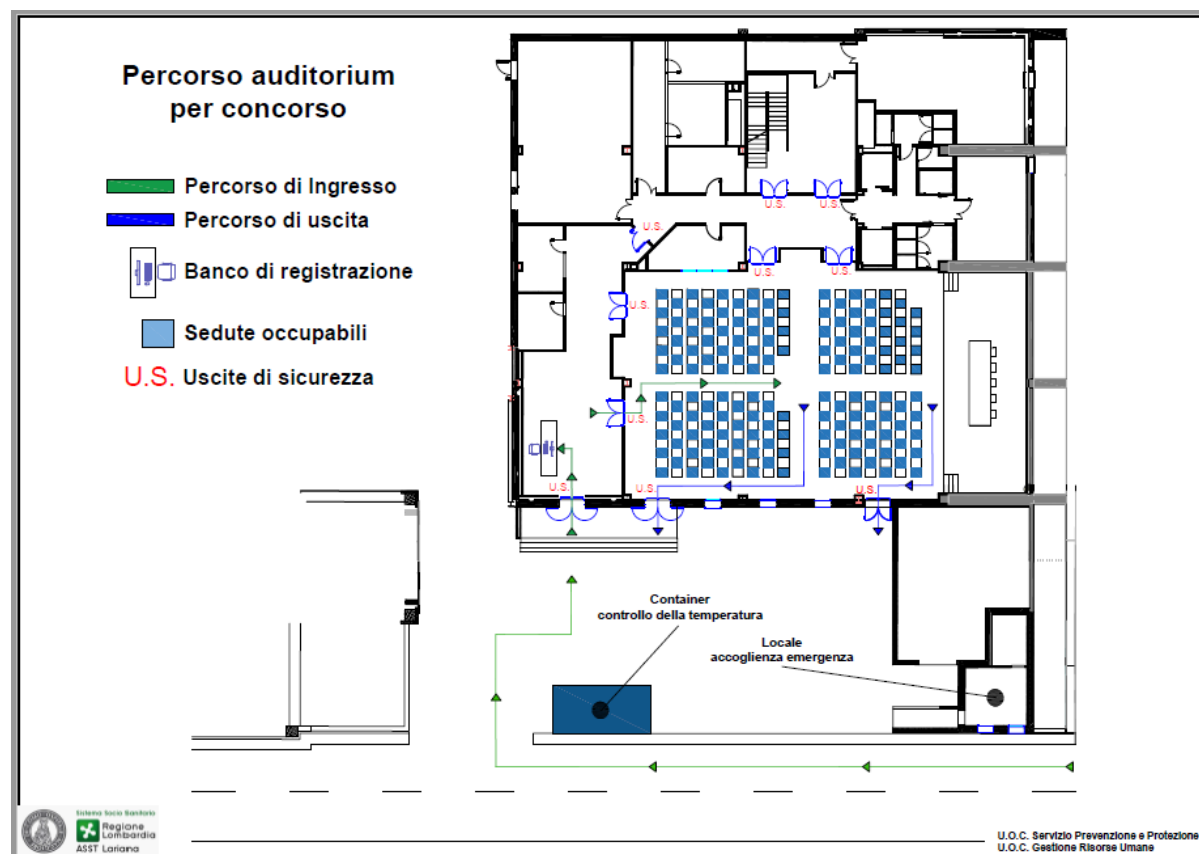 Percorso auditorium
per concorso
Percorso di Ingresso
Percorso di uscita
Banco di registrazione
Sedute occupabili
U.S. Uscite di sicurezza
U.S.
U.S.
U.S.
U.S.
U.S.
U.S.
U.S.
U.S.
U.S.
U.S.
Container
controllo della temperatura
Locale
accoglienza emergenza
Sistema Socio Sanitario
Regione
Lombardia
ASST Lariana
U.O.C. Servizio Prevenzione e Protezione
U.O.C. Gestione Risorse Umane